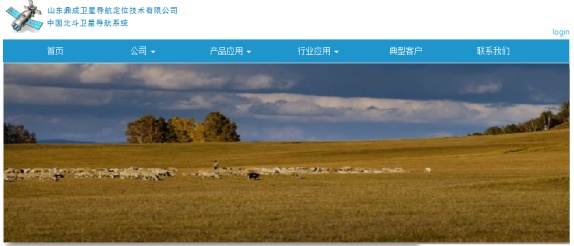 山东鼎成卫星导航定位技术有限公司
中国北斗卫星导航系统
login
首页 公司 产品应用 行业应用 典型客户 联系我们